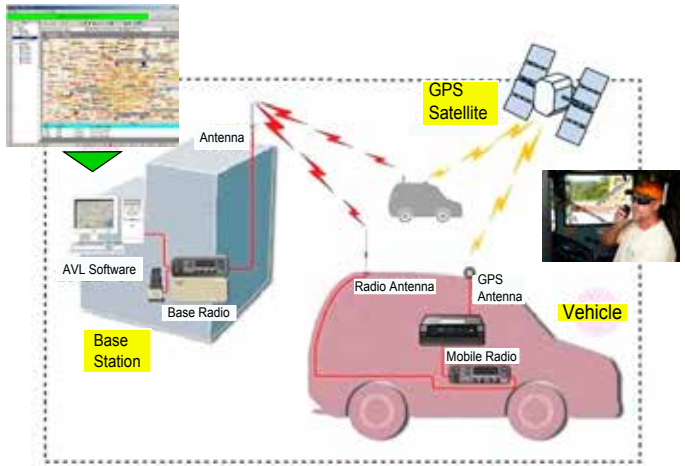 GPS
Satellite
Antenna
AVL Software
Base Radio
Base
Station
Radio Antenna
GPS
Antenna
Vehicle
Mobile Radio